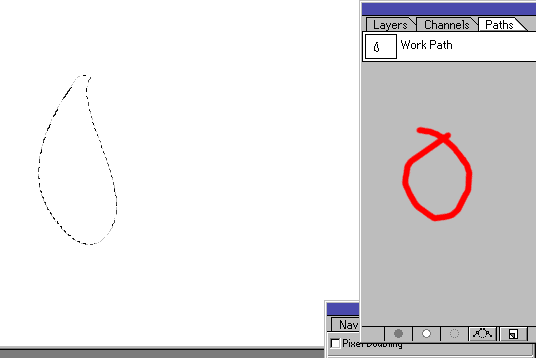 Layers Channels Paths
Work Path
Nav
Pixel Doubling